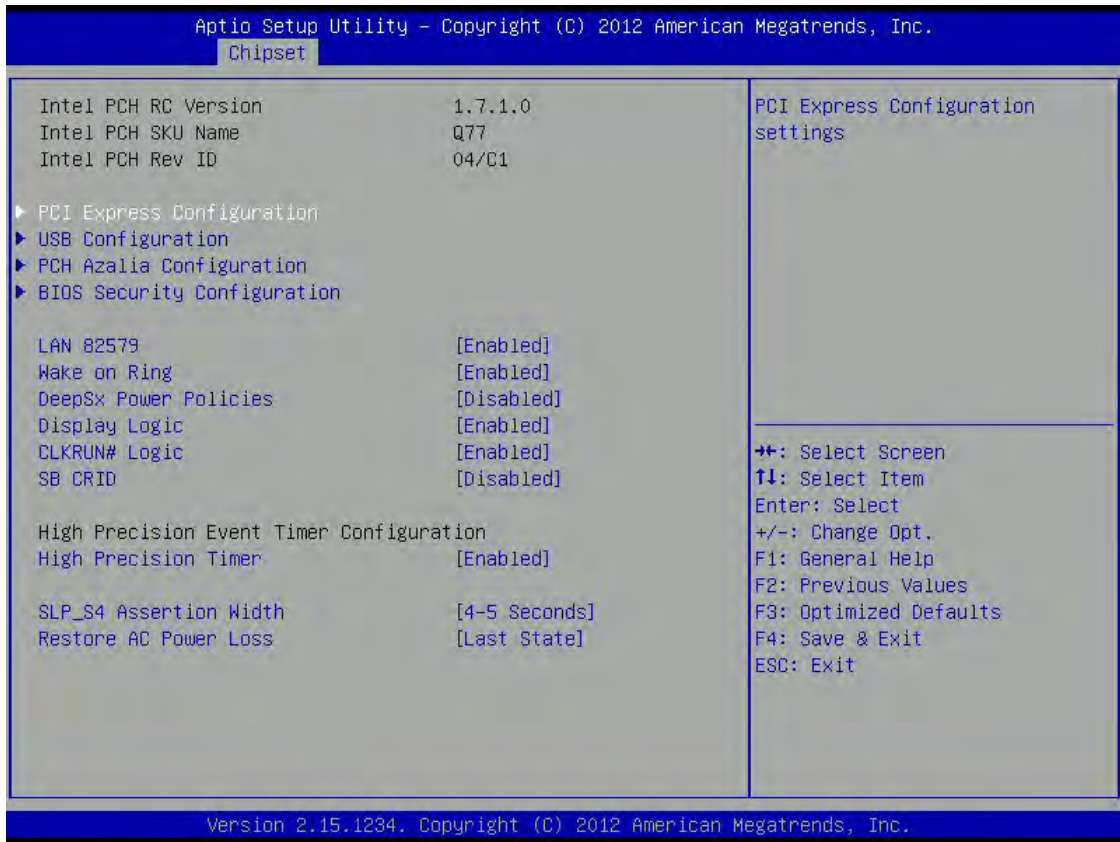 Aptio Setup Utility – Copyright (C) 2012 American Megatrends, Inc.
Chipset
Intel PCH RC Version 1.7.1.0
Intel PCH SKU Name Q77
Intel PCH Rev ID 04/C1
▶ PCI Express Configuration
▶ USB Configuration
▶ PCH Azalia Configuration
▶ BIOS Security Configuration
LAN 82579 [Enabled]
Wake on Ring [Enabled]
DeepSx Power Policies [Disabled]
Display Logic [Enabled]
CLKRUN# Logic [Enabled]
SB CRID [Disabled]
High Precision Event Timer Configuration
High Precision Timer [Enabled]
SLP_S4 Assertion Width [4-5 Seconds]
Restore AC Power Loss [Last State]
PCI Express Configuration
settings
→←: Select Screen
↑↓: Select Item
Enter: Select
+/-: Change Opt.
F1: General Help
F2: Previous Values
F3: Optimized Defaults
F4: Save & Exit
ESC: Exit
Version 2.15.1234. Copyright (C) 2012 American Megatrends, Inc.